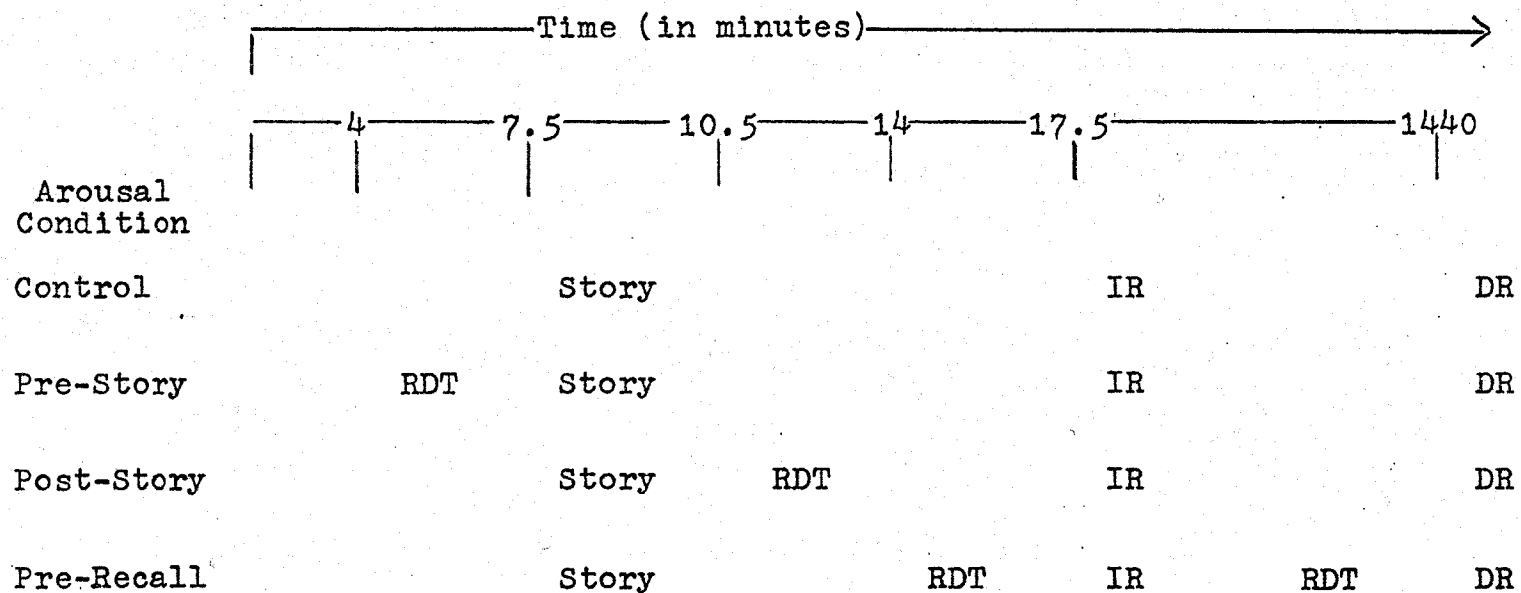 Time (in minutes)
4 7.5 10.5 14 17.5 1440
Arousal
Condition
Control Story IR DR
Pre-Story RDT Story IR DR
Post-Story Story RDT IR DR
Pre-Recall Story RDT IR RDT DR